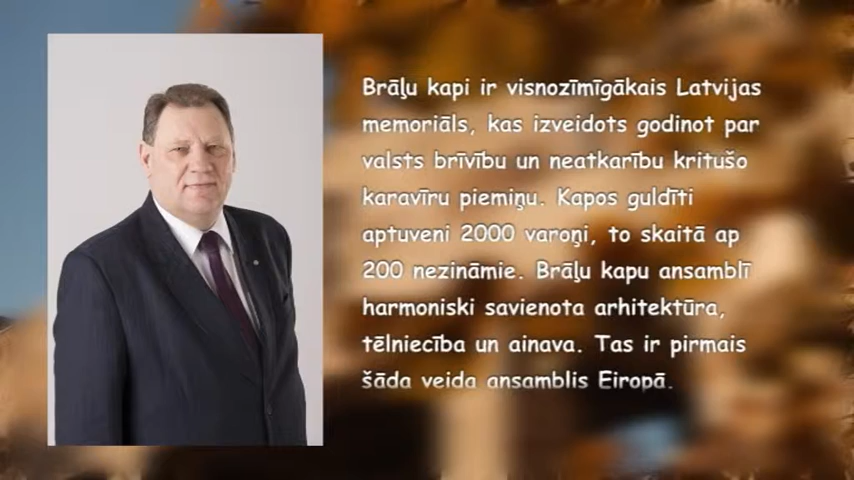 Brāļu kapi ir visnozīmīgākais Latvijas
memoriāls, kas izveidots godinot par
valsts brīvību un neatkarību kritušo
karavīru piemiņu. Kapos guldīti
aptuveni 2000 varoņi, to skaitā ap
200 nezināmie. Brāļu kapu ansamblī
harmoniski savienota arhitektūra,
tēlniecība un ainava. Tas ir pirmais
šāda veida ansamblis Eiropā.